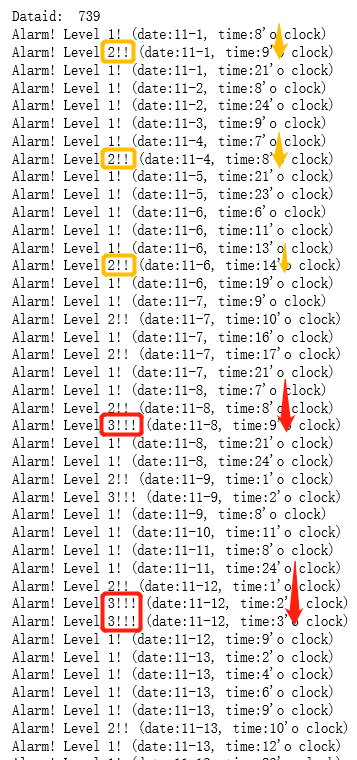 Dataid:  739
Alarm! Level 1! (date:11-1, time:8'o clock)
Alarm! Level 2!! (date:11-1, time:9'o clock)
Alarm! Level 1! (date:11-1, time:21'o clock)
Alarm! Level 1! (date:11-2, time:8'o clock)
Alarm! Level 1! (date:11-2, time:24'o clock)
Alarm! Level 1! (date:11-3, time:9'o clock)
Alarm! Level 1! (date:11-4, time:7'o clock)
Alarm! Level 2!! (date:11-4, time:8'o clock)
Alarm! Level 1! (date:11-5, time:21'o clock)
Alarm! Level 1! (date:11-5, time:23'o clock)
Alarm! Level 1! (date:11-6, time:6'o clock)
Alarm! Level 1! (date:11-6, time:11'o clock)
Alarm! Level 1! (date:11-6, time:13'o clock)
Alarm! Level 2!! (date:11-6, time:14'o clock)
Alarm! Level 1! (date:11-6, time:19'o clock)
Alarm! Level 1! (date:11-7, time:9'o clock)
Alarm! Level 2!! (date:11-7, time:10'o clock)
Alarm! Level 1! (date:11-7, time:16'o clock)
Alarm! Level 2!! (date:11-7, time:17'o clock)
Alarm! Level 1! (date:11-7, time:21'o clock)
Alarm! Level 1! (date:11-8, time:7'o clock)
Alarm! Level 2!! (date:11-8, time:8'o clock)
Alarm! Level 3!!! (date:11-8, time:9'o clock)
Alarm! Level 1! (date:11-8, time:21'o clock)
Alarm! Level 1! (date:11-8, time:24'o clock)
Alarm! Level 2!! (date:11-9, time:1'o clock)
Alarm! Level 3!!! (date:11-9, time:2'o clock)
Alarm! Level 1! (date:11-9, time:8'o clock)
Alarm! Level 1! (date:11-10, time:11'o clock)
Alarm! Level 1! (date:11-11, time:8'o clock)
Alarm! Level 1! (date:11-11, time:24'o clock)
Alarm! Level 2!! (date:11-12, time:1'o clock)
Alarm! Level 3!!! (date:11-12, time:2'o clock)
Alarm! Level 3!!! (date:11-12, time:3'o clock)
Alarm! Level 1! (date:11-12, time:9'o clock)
Alarm! Level 1! (date:11-13, time:2'o clock)
Alarm! Level 1! (date:11-13, time:4'o clock)
Alarm! Level 1! (date:11-13, time:6'o clock)
Alarm! Level 1! (date:11-13, time:9'o clock)
Alarm! Level 2!! (date:11-13, time:10'o clock)
Alarm! Level 1! (date:11-13, time:12'o clock)